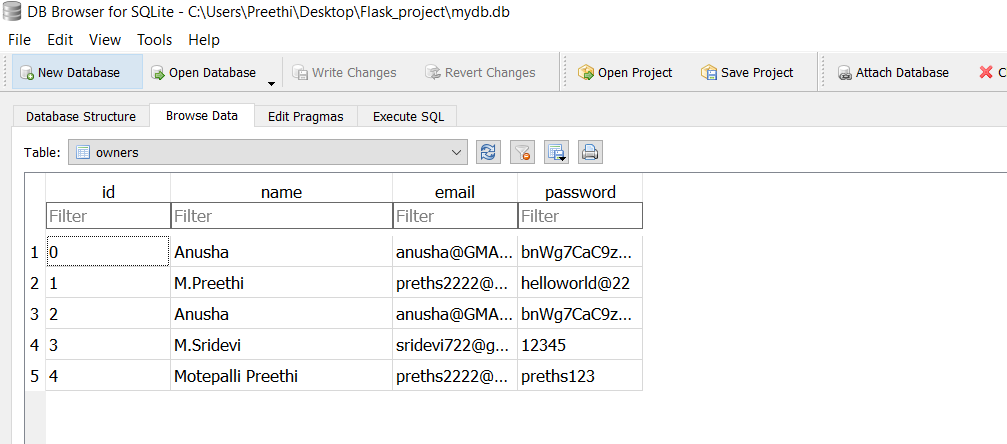 DB Browser for SQLite - C:\Users\Preethi\Desktop\Flask_project\mydb.db
File Edit View Tools Help
New Database Open Database Write Changes Revert Changes Open Project Save Project Attach Database C
Database Structure Browse Data Edit Pragmas Execute SQL
Table: owners
id name email password
Filter Filter Filter Filter
1 0 Anusha anusha@GMA... bnWg7CaC9z...
2 1 M.Preethi preths2222@... helloworld@22
3 2 Anusha anusha@GMA... bnWg7CaC9z...
4 3 M.Sridevi sridevi722@g... 12345
5 4 Motepalli Preethi preths2222@... preths123